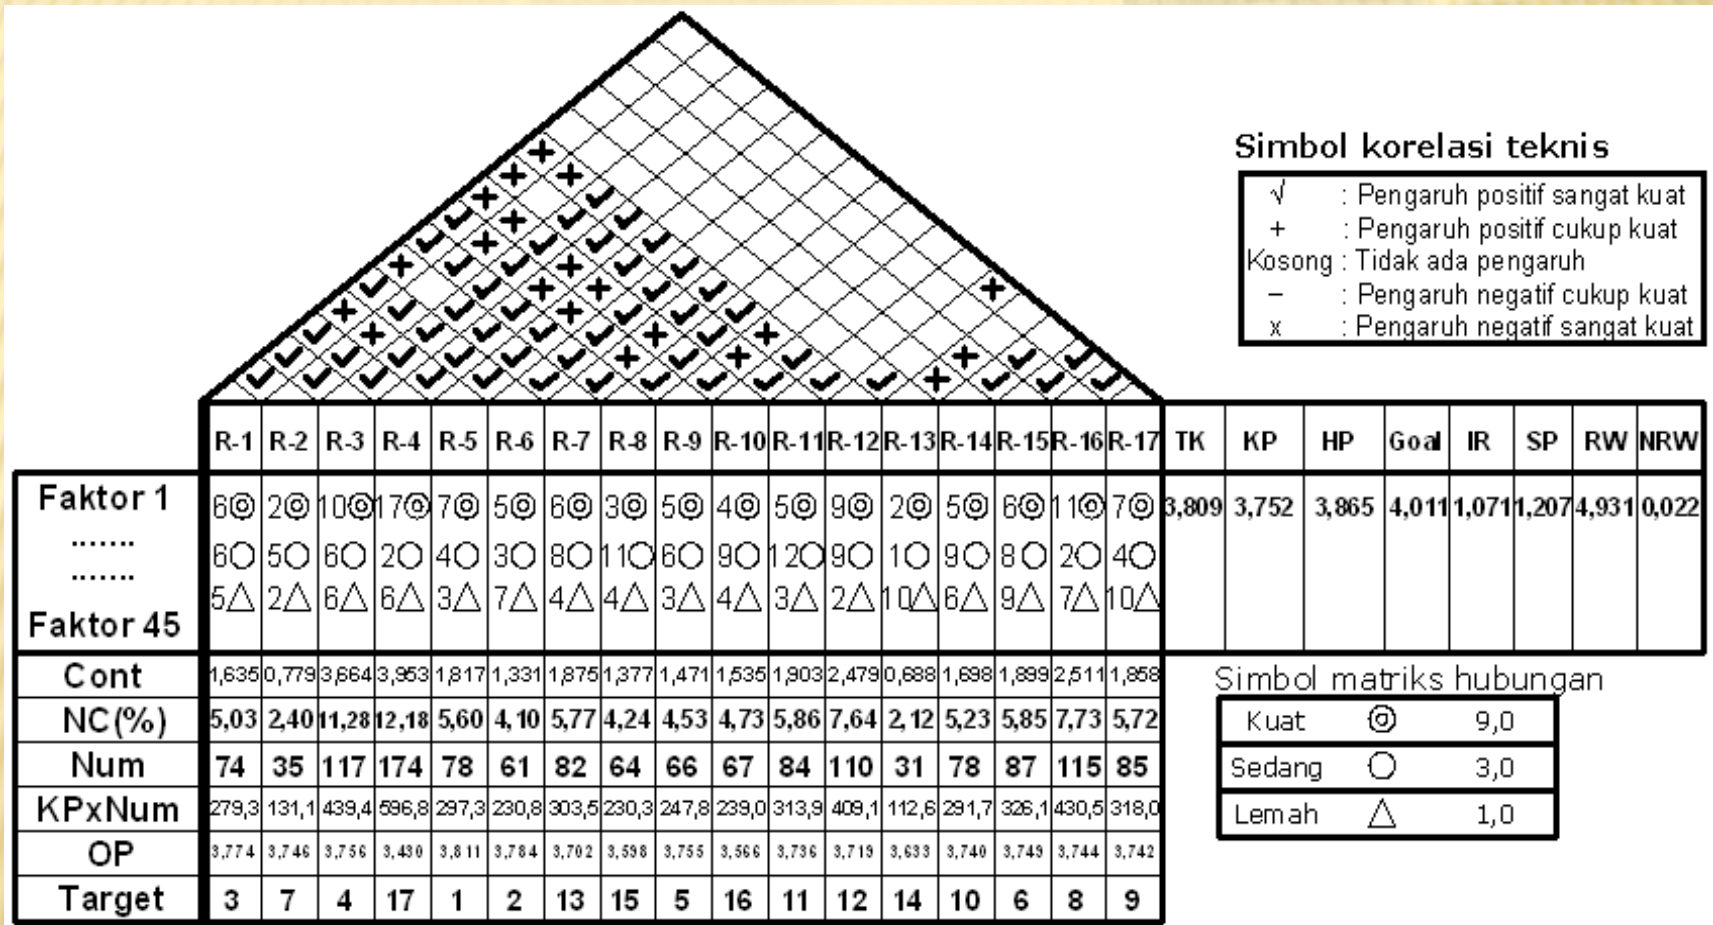 Simbol korelasi teknis
√ : Pengaruh positif sangat kuat
+ : Pengaruh positif cukup kuat
Kosong : Tidak ada pengaruh
– : Pengaruh negatif cukup kuat
x : Pengaruh negatif sangat kuat
R-1 R-2 R-3 R-4 R-5 R-6 R-7 R-8 R-9 R-10 R-11 R-12 R-13 R-14 R-15 R-16 R-17 TK KP HP Goal IR SP RW NRW
Faktor 1 6◎ 2◎ 10◎ 17◎ 7◎ 5◎ 6◎ 3◎ 5◎ 4◎ 5◎ 9◎ 2◎ 5◎ 6◎ 11◎ 7◎ 3,809 3,752 3,865 4,011 1,071 1,207 4,931 0,022
.......
....... 6○ 5○ 6○ 2○ 4○ 3○ 8○ 11○ 6○ 9○ 12○ 9○ 1○ 9○ 8○ 2○ 4○
5△ 2△ 6△ 6△ 3△ 7△ 4△ 4△ 3△ 4△ 3△ 2△ 10△ 6△ 9△ 7△ 10△
Faktor 45
Cont 1,635 0,779 3,664 3,953 1,817 1,331 1,875 1,377 1,471 1,535 1,903 2,479 0,688 1,698 1,899 2,511 1,858
NC(%) 5,03 2,40 11,28 12,18 5,60 4,10 5,77 4,24 4,53 4,73 5,86 7,64 2,12 5,23 5,85 7,73 5,72
Num 74 35 117 174 78 61 82 64 66 67 84 110 31 78 87 115 85
KPxNum 279,3 131,1 439,4 596,8 297,3 230,8 303,5 230,3 247,8 239,0 313,9 409,1 112,6 291,7 326,1 430,5 318,0
OP 3,774 3,746 3,756 3,430 3,811 3,784 3,702 3,598 3,755 3,566 3,736 3,719 3,633 3,740 3,749 3,744 3,742
Target 3 7 4 17 1 2 13 15 5 16 11 12 14 10 6 8 9
Simbol matriks hubungan
Kuat ◎ 9,0
Sedang ○ 3,0
Lemah △ 1,0